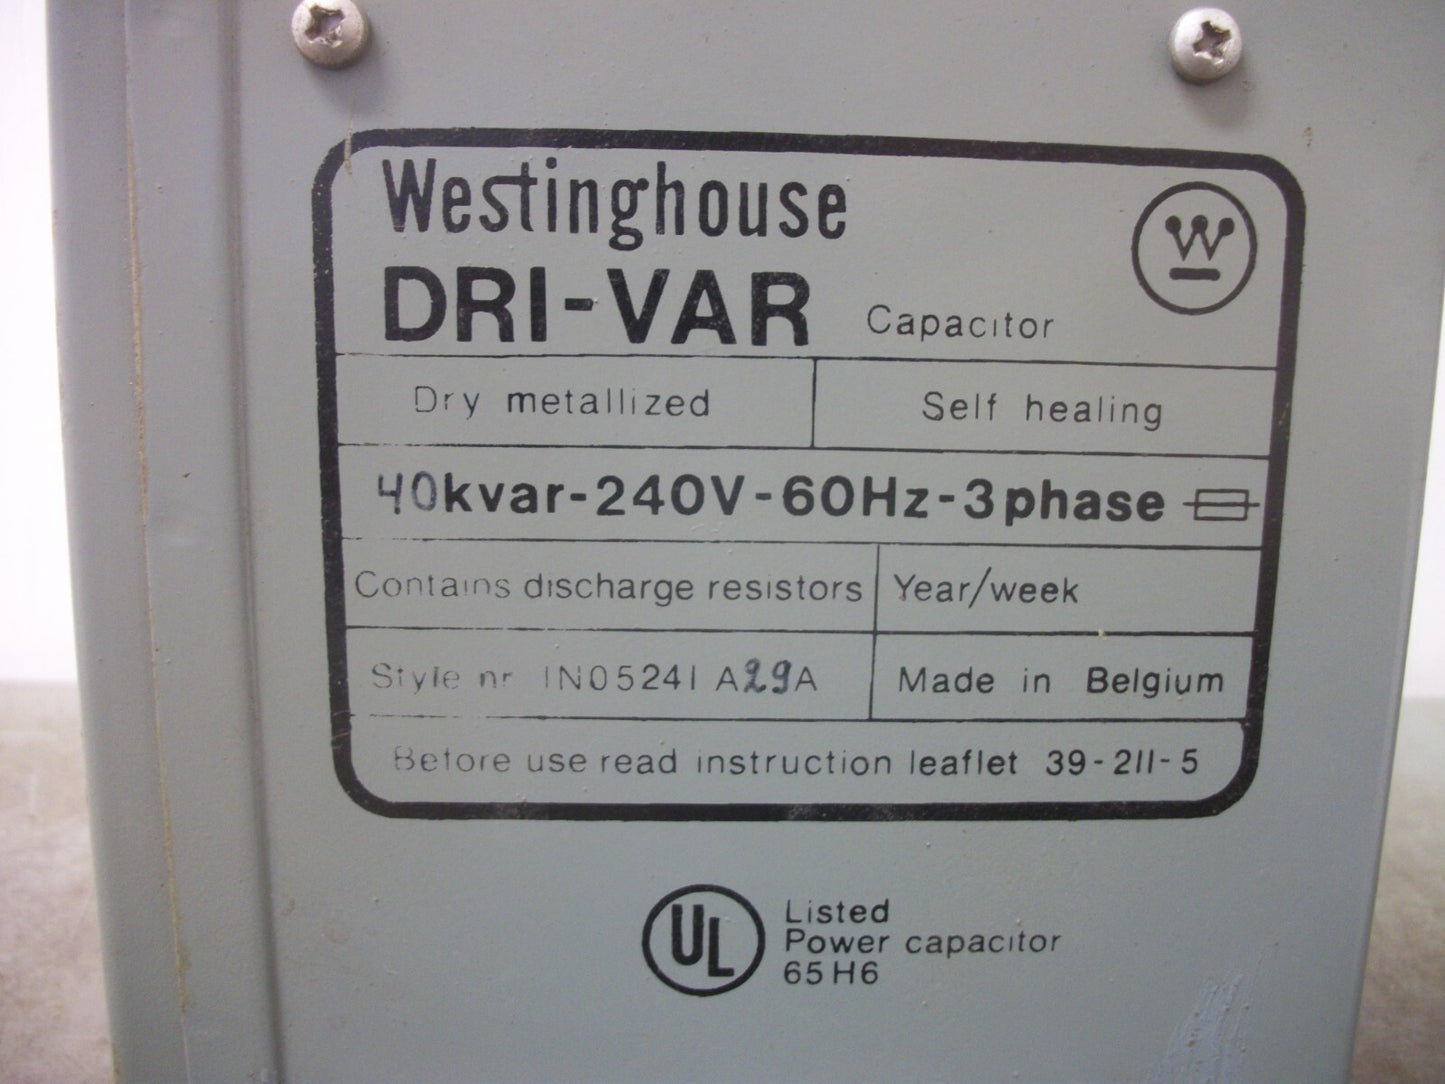 Westinghouse
W
DRI-VAR Capacitor
Dry metallized Self healing
40kvar-240V-60Hz-3phase
Contains discharge resistors Year/week
Style nr 1N05241 A29A Made in Belgium
Before use read instruction leaflet 39-211-5
UL Listed
Power capacitor
65H6